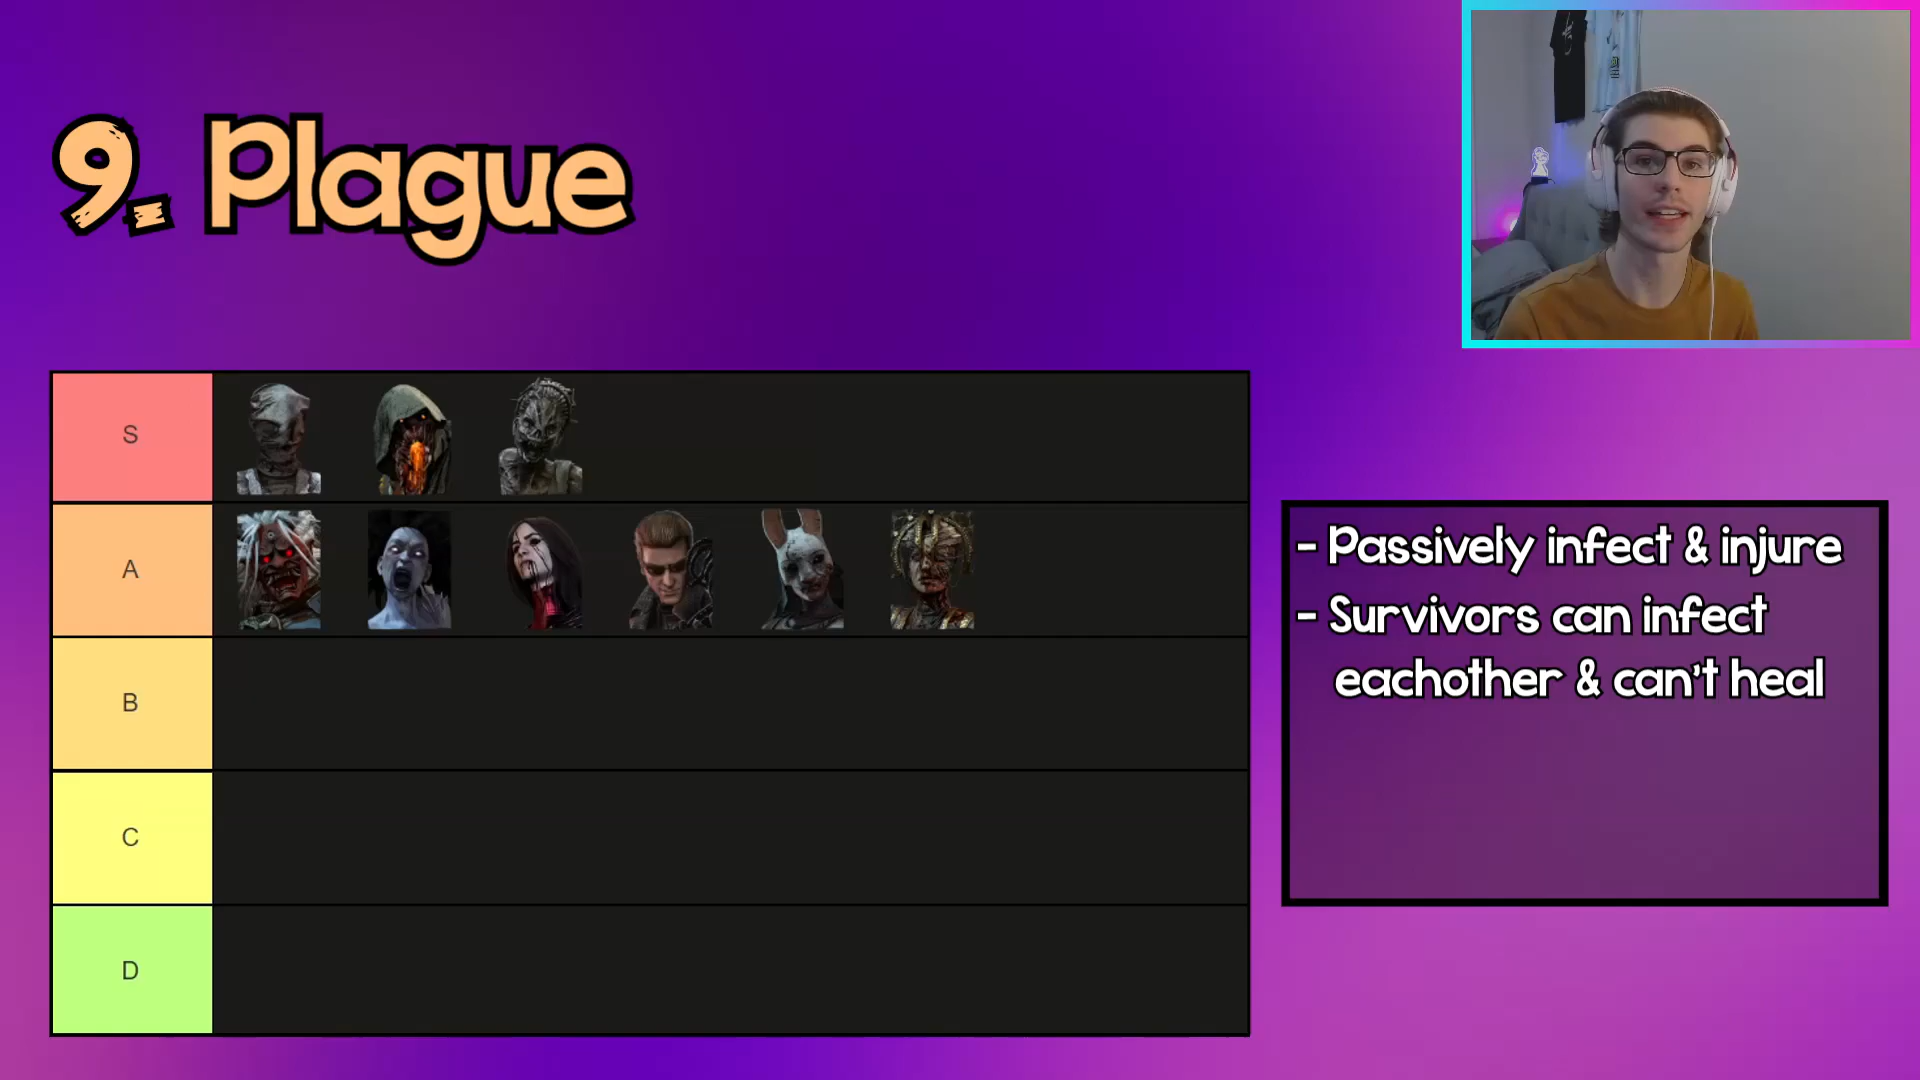 9. Plague
S
A
B
C
D
- Passively infect & injure
- Survivors can infect
eachother & can't heal